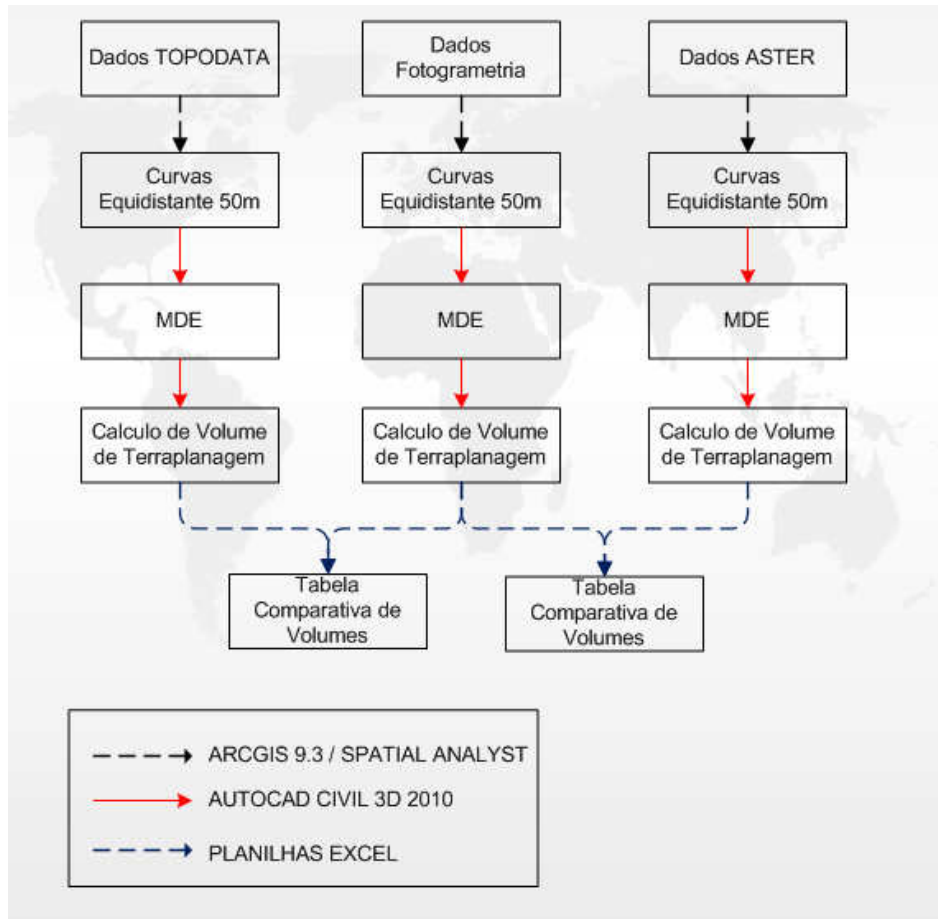 Dados TOPODATA
Dados
Fotogrametria
Dados ASTER
Curvas
Equidistante 50m
Curvas
Equidistante 50m
Curvas
Equidistante 50m
MDE
MDE
MDE
Calculo de Volume
de Terraplanagem
Calculo de Volume
de Terraplanagem
Calculo de Volume
de Terraplanagem
Tabela
Comparativa de
Volumes
Tabela
Comparativa de
Volumes
ARCGIS 9.3 / SPATIAL ANALYST
AUTOCAD CIVIL 3D 2010
PLANILHAS EXCEL